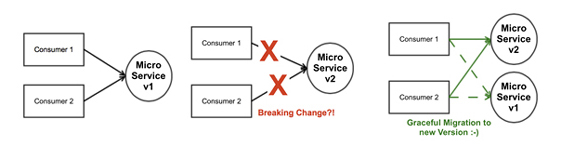 Consumer 1
Consumer 2
Micro
Service
v1
Consumer 1
Consumer 2
Micro
Service
v2
X
X
Breaking Change?!
Consumer 1
Consumer 2
Micro
Service
v2
Micro
Service
v1
Graceful Migration to
new Version :-)